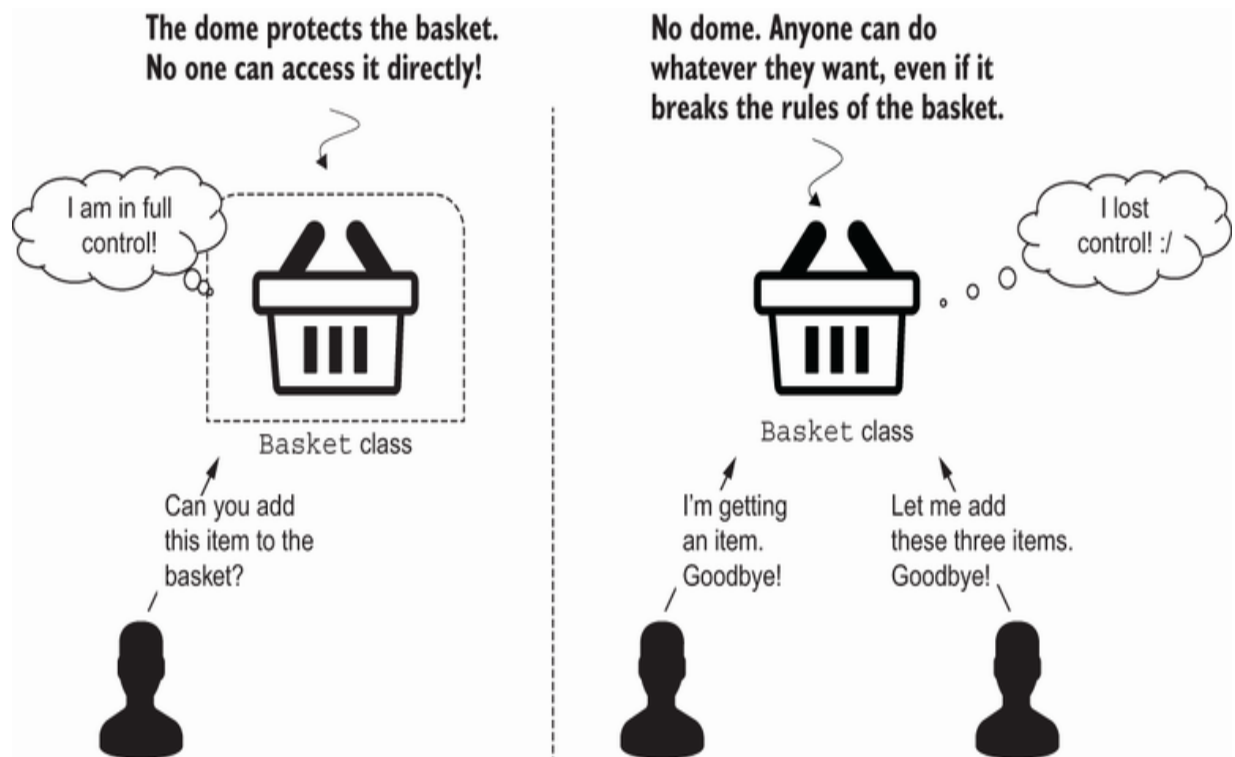 The dome protects the basket.
No one can access it directly!
I am in full
control!
Basket class
Can you add
this item to the
basket?
No dome. Anyone can do
whatever they want, even if it
breaks the rules of the basket.
I lost
control! :/
Basket class
I'm getting
an item.
Goodbye!
Let me add
these three items.
Goodbye!